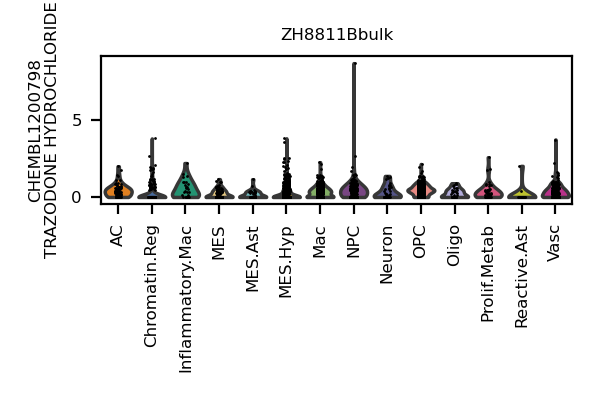 ZH8811Bbulk
CHEMBL1200798
TRAZODONE HYDROCHLORIDE
5
0
AC
Chromatin.Reg
Inflammatory.Mac
MES
MES.Ast
MES.Hyp
Mac
NPC
Neuron
OPC
Oligo
Prolif.Metab
Reactive.Ast
Vasc